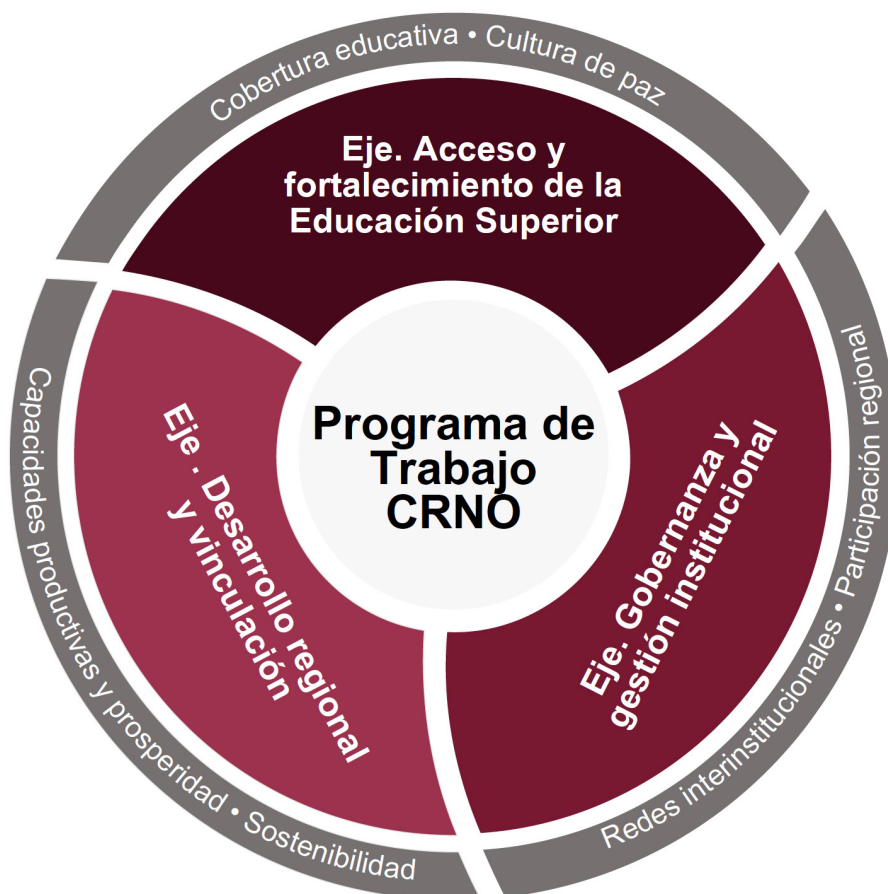 Cobertura educativa • Cultura de paz
Eje. Acceso y
fortalecimiento de la
Educación Superior
Programa de
Trabajo
CRNO
Eje. Gobernanza y
gestión institucional
Redes interinstitucionales • Participación regional
Eje . Desarrollo regional
y vinculación
Capacidades productivas y prosperidad • Sostenibilidad